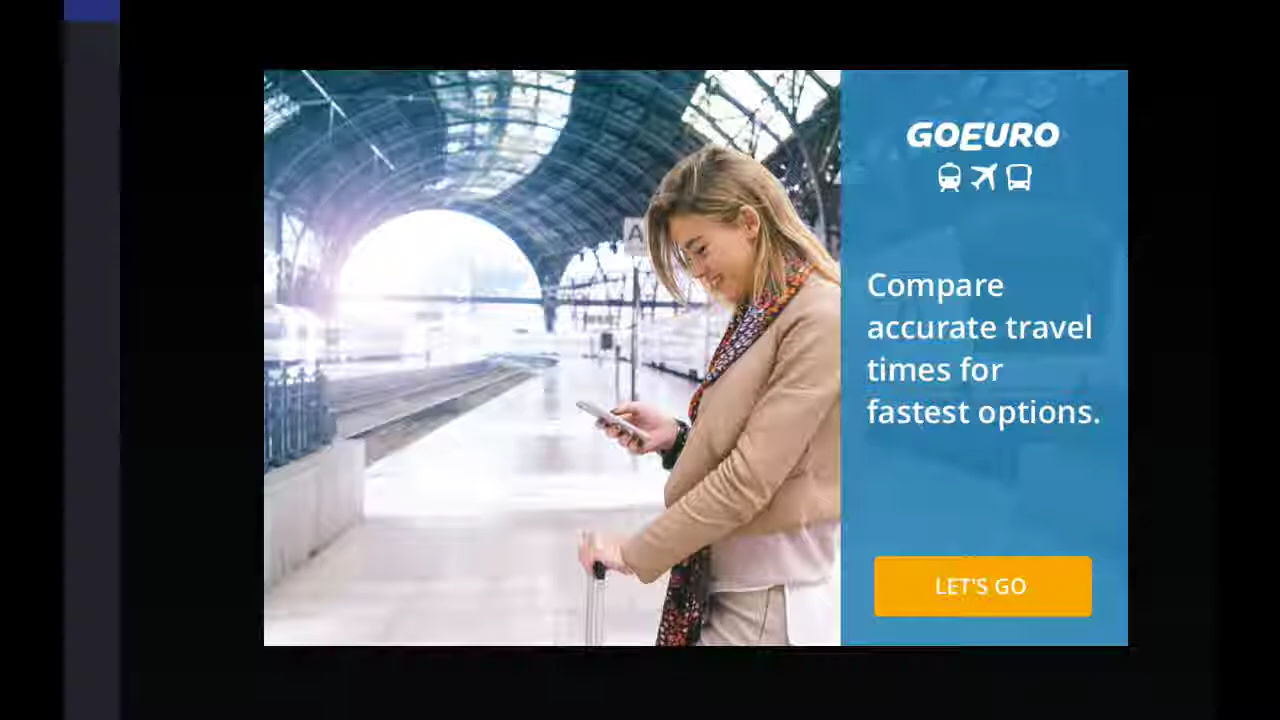 A
GOEURO
Compare
accurate travel
times for
fastest options.
LET'S GO